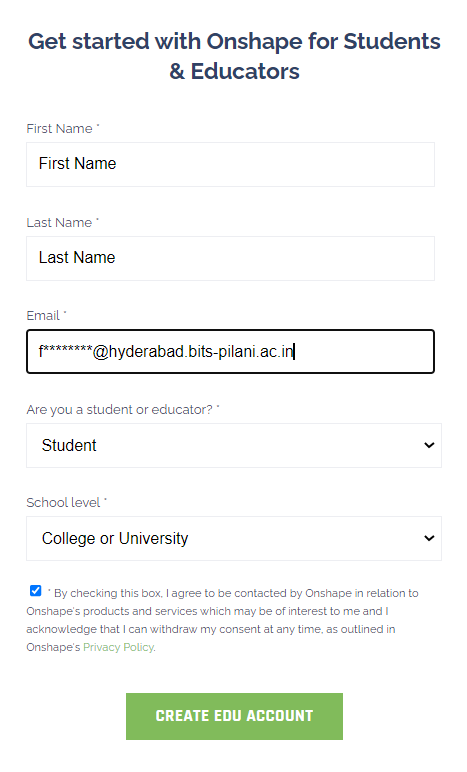 Get started with Onshape for Students
& Educators
First Name *
First Name
Last Name *
Last Name
Email *
f********@hyderabad.bits-pilani.ac.in
Are you a student or educator? *
Student
School level *
College or University
* By checking this box, I agree to be contacted by Onshape in relation to
Onshape's products and services which may be of interest to me and I
acknowledge that I can withdraw my consent at any time, as outlined in
Onshape's Privacy Policy.
CREATE EDU ACCOUNT